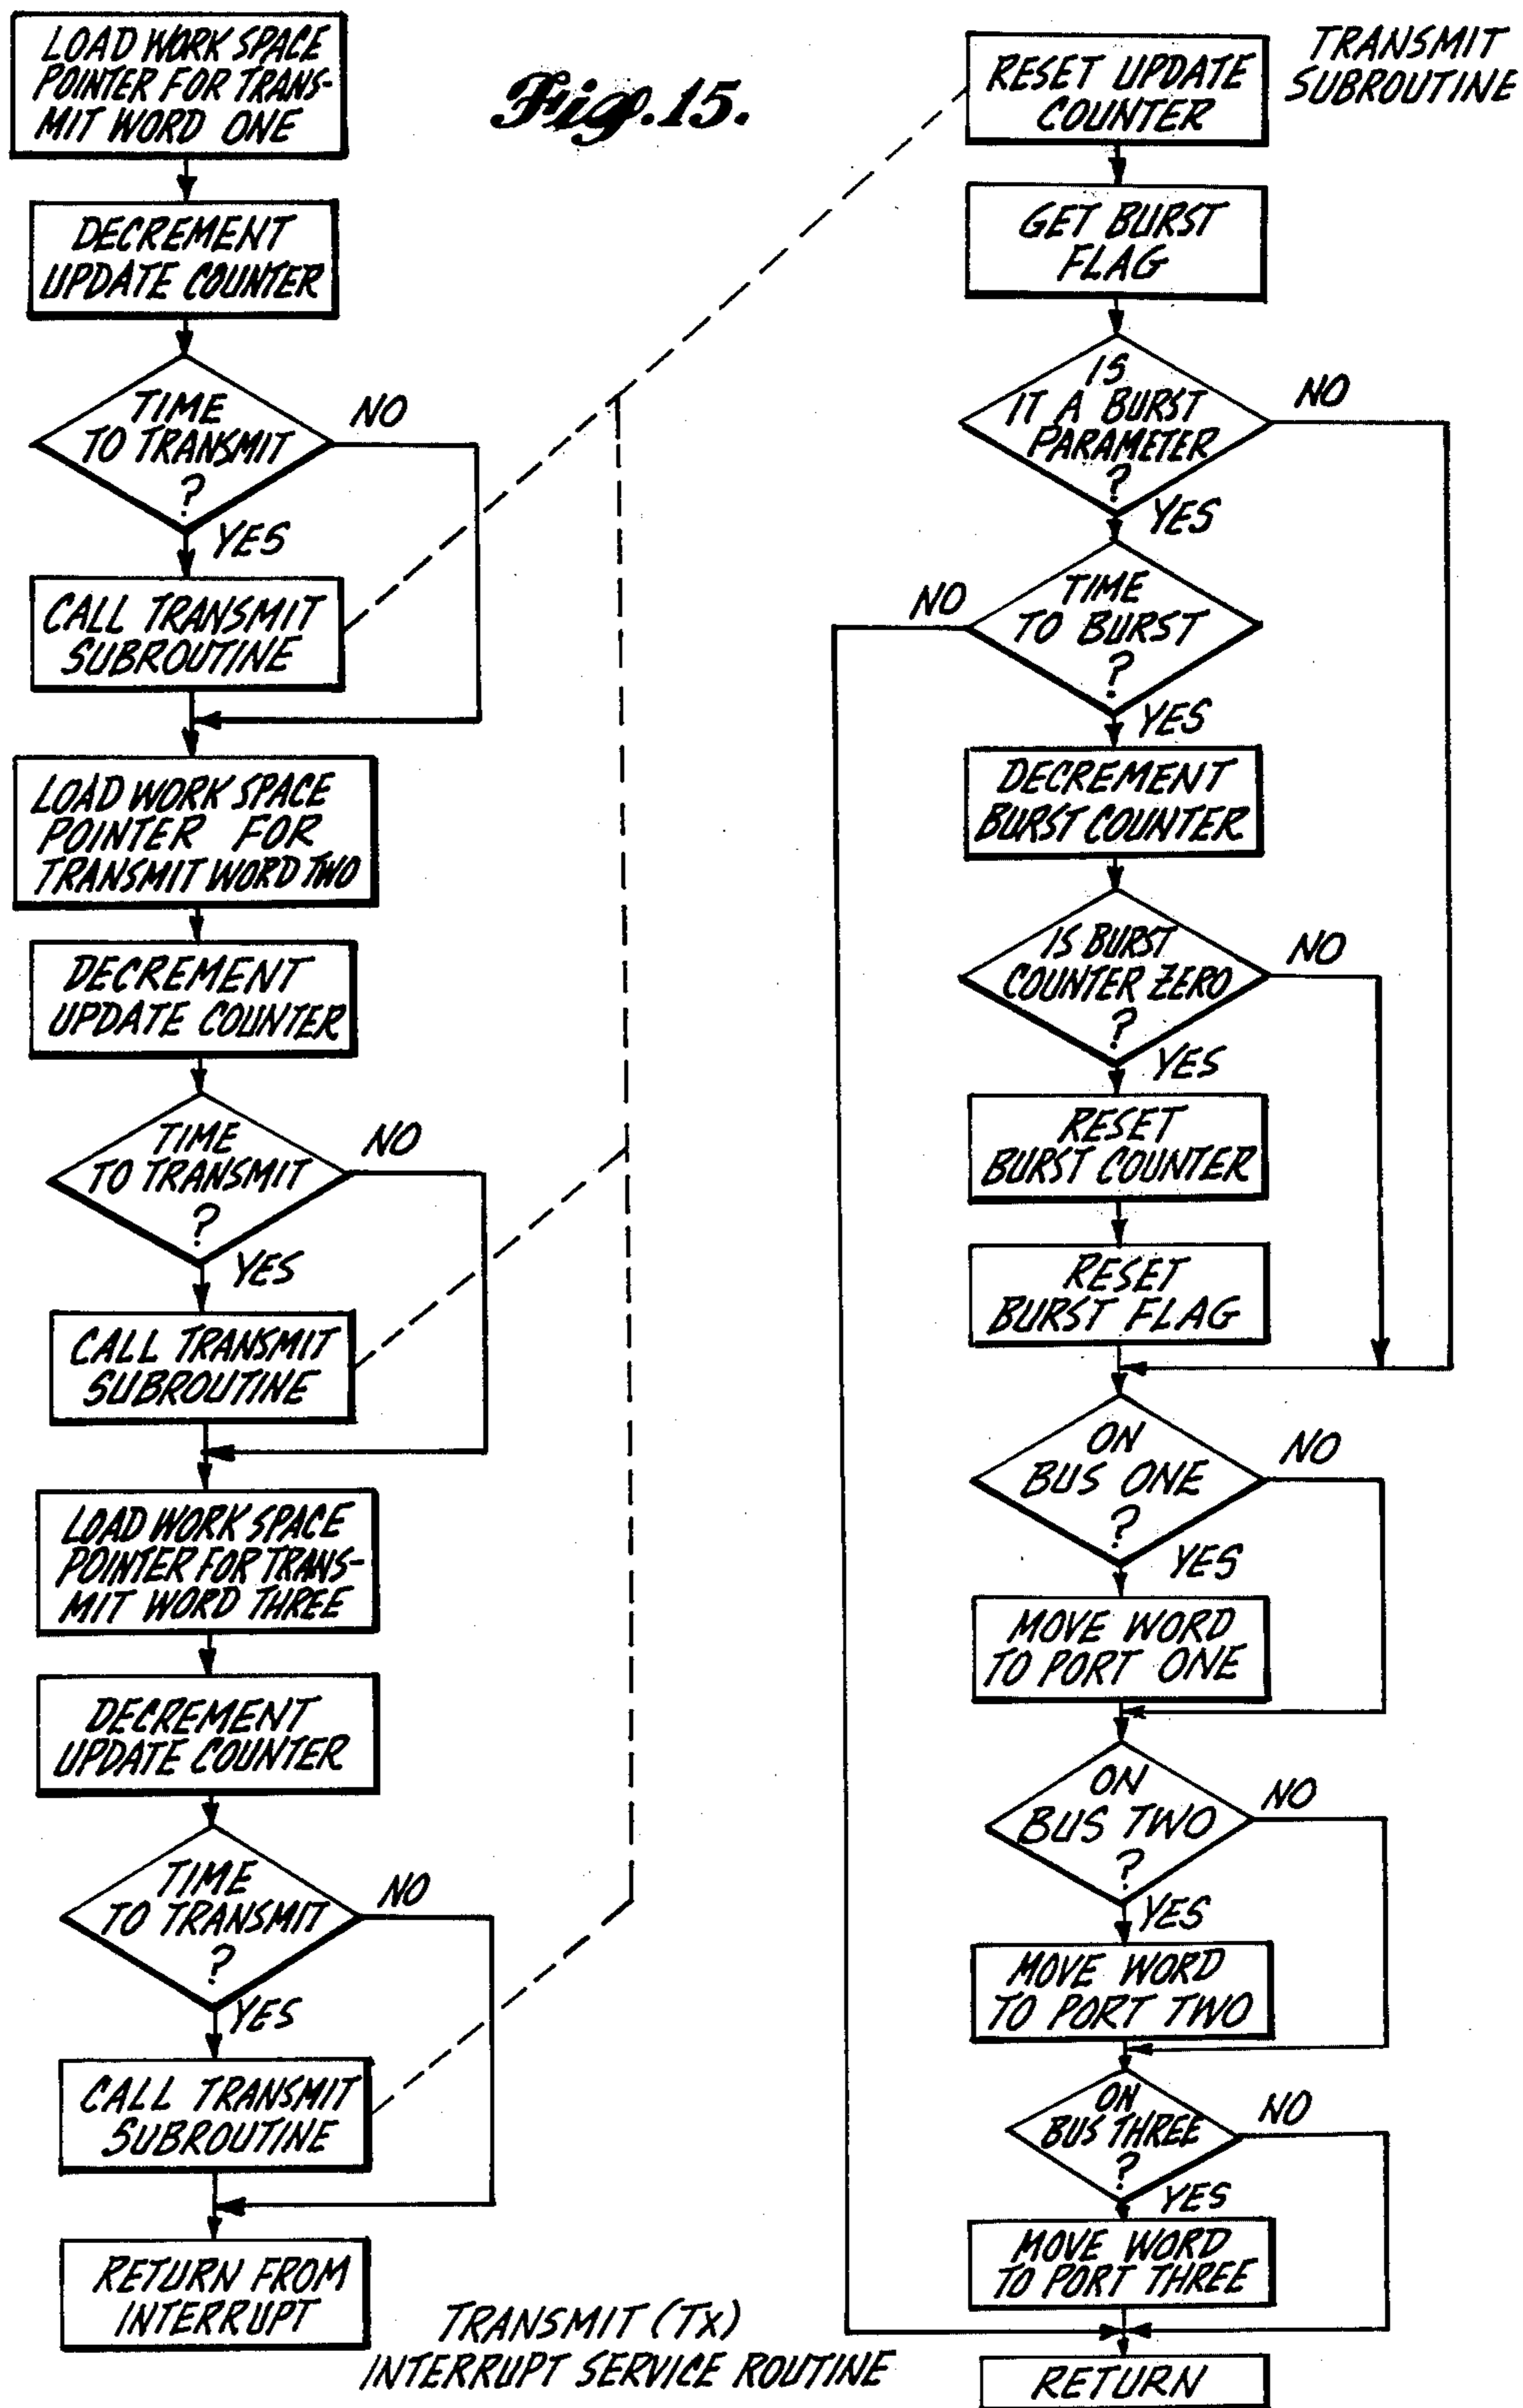 Fig. 15.
LOAD WORK SPACE
POINTER FOR TRANS-
MIT WORD ONE
DECREMENT
UPDATE COUNTER
TIME
TO TRANSMIT
?
NO
YES
CALL TRANSMIT
SUBROUTINE
LOAD WORK SPACE
POINTER FOR
TRANSMIT WORD TWO
DECREMENT
UPDATE COUNTER
TIME
TO TRANSMIT
?
NO
YES
CALL TRANSMIT
SUBROUTINE
LOAD WORK SPACE
POINTER FOR TRANS-
MIT WORD THREE
DECREMENT
UPDATE COUNTER
TIME
TO TRANSMIT
?
NO
YES
CALL TRANSMIT
SUBROUTINE
RETURN FROM
INTERRUPT
TRANSMIT (Tx)
INTERRUPT SERVICE ROUTINE
TRANSMIT
SUBROUTINE
RESET UPDATE
COUNTER
GET BURST
FLAG
IS
IT A BURST
PARAMETER
?
NO
YES
TIME
TO BURST
?
NO
YES
DECREMENT
BURST COUNTER
IS BURST
COUNTER ZERO
?
NO
YES
RESET
BURST COUNTER
RESET
BURST FLAG
ON
BUS ONE
?
NO
YES
MOVE WORD
TO PORT ONE
ON
BUS TWO
?
NO
YES
MOVE WORD
TO PORT TWO
ON
BUS THREE
?
NO
YES
MOVE WORD
TO PORT THREE
RETURN